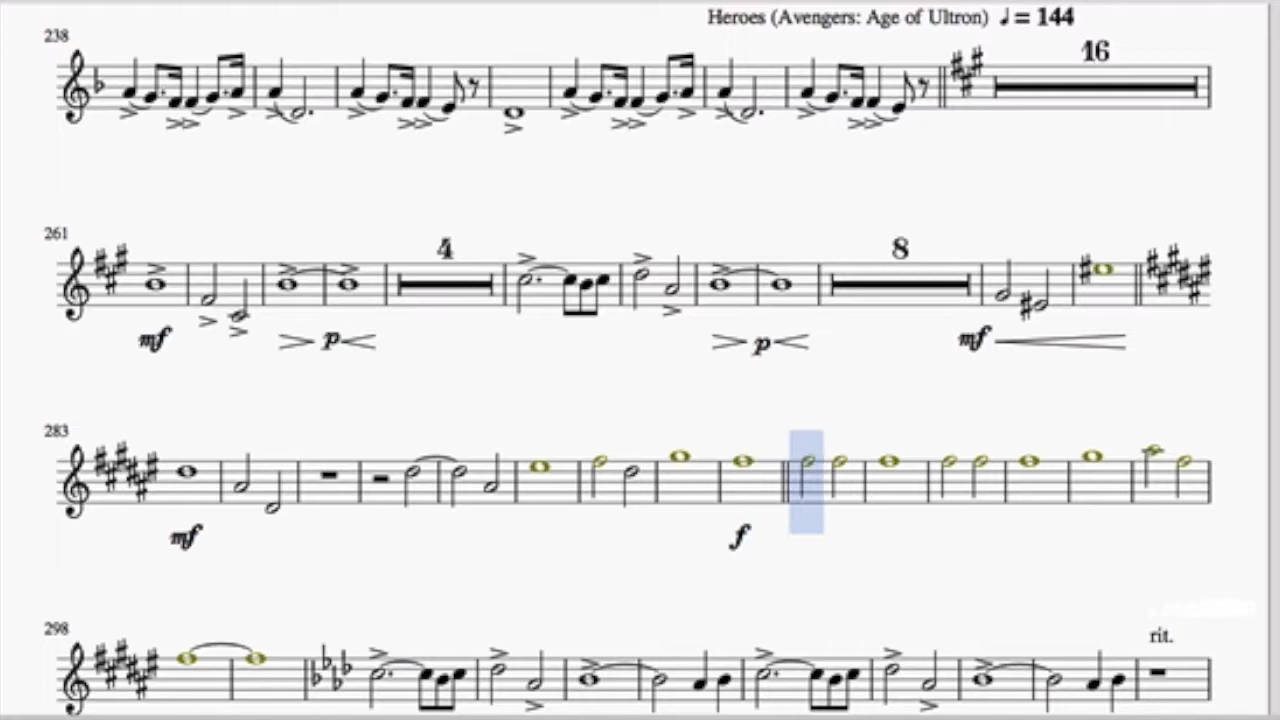 Heroes (Avengers: Age of Ultron) ♩ = 144
238
16
261
4
8
mf
p
p
mf
283
mf
f
298
rit.